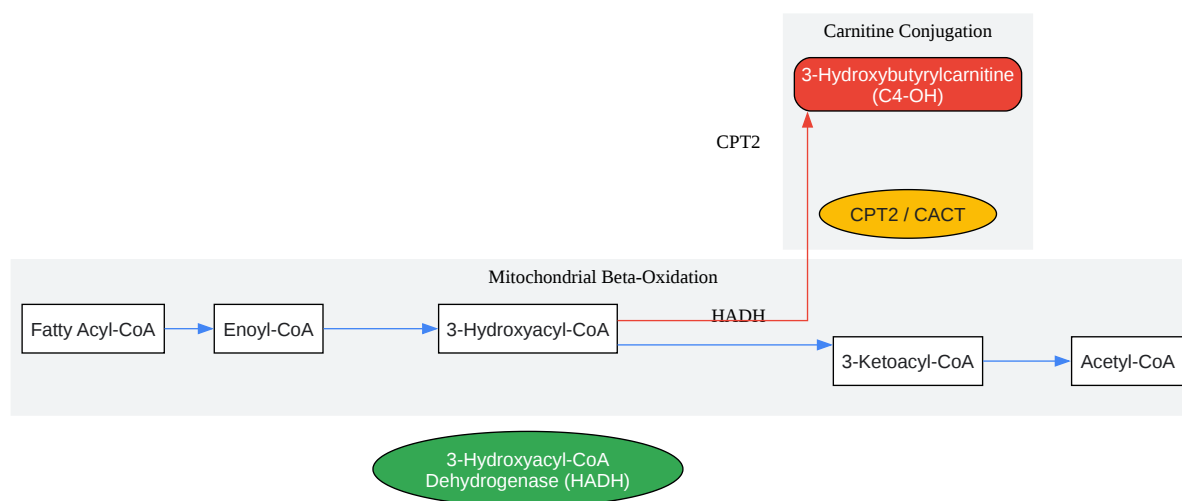 Carnitine Conjugation
3-Hydroxybutyrylcarnitine
(C4-OH)
CPT2
CPT2 / CACT
Mitochondrial Beta-Oxidation
Fatty Acyl-CoA
Enoyl-CoA
3-Hydroxyacyl-CoA
HADH
3-Ketoacyl-CoA
Acetyl-CoA
3-Hydroxyacyl-CoA
Dehydrogenase (HADH)